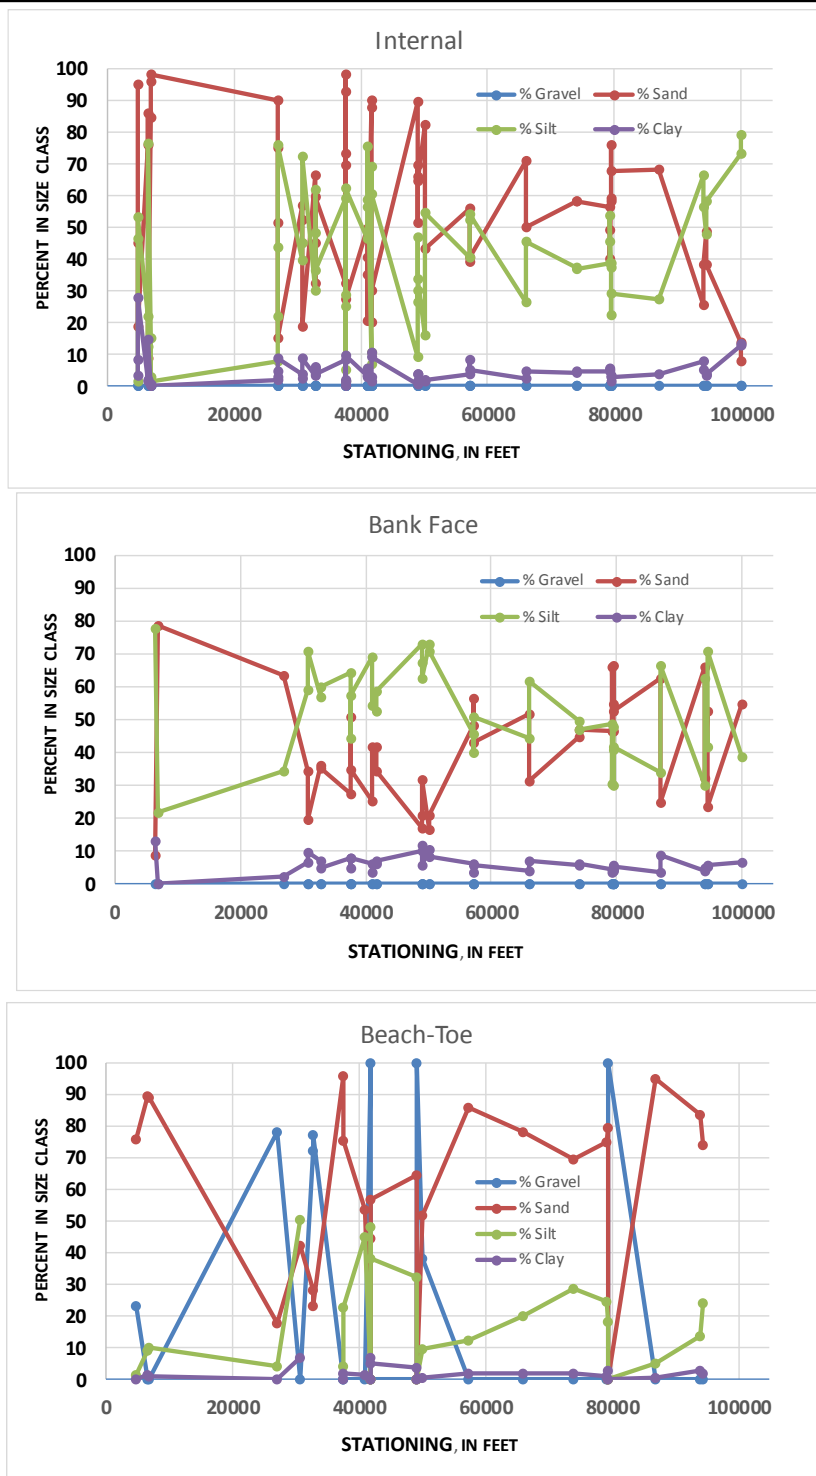 Internal
100
90
80
70
60
50
40
30
20
10
0
PERCENT IN SIZE CLASS
% Gravel % Sand
% Silt % Clay
0 20000 40000 60000 80000 100000
STATIONING, IN FEET
Bank Face
100
90
80
70
60
50
40
30
20
10
0
PERCENT IN SIZE CLASS
% Gravel % Sand
% Silt % Clay
0 20000 40000 60000 80000 100000
STATIONING, IN FEET
Beach-Toe
100
90
80
70
60
50
40
30
20
10
0
PERCENT IN SIZE CLASS
% Gravel
% Sand
% Silt
% Clay
0 20000 40000 60000 80000 100000
STATIONING, IN FEET